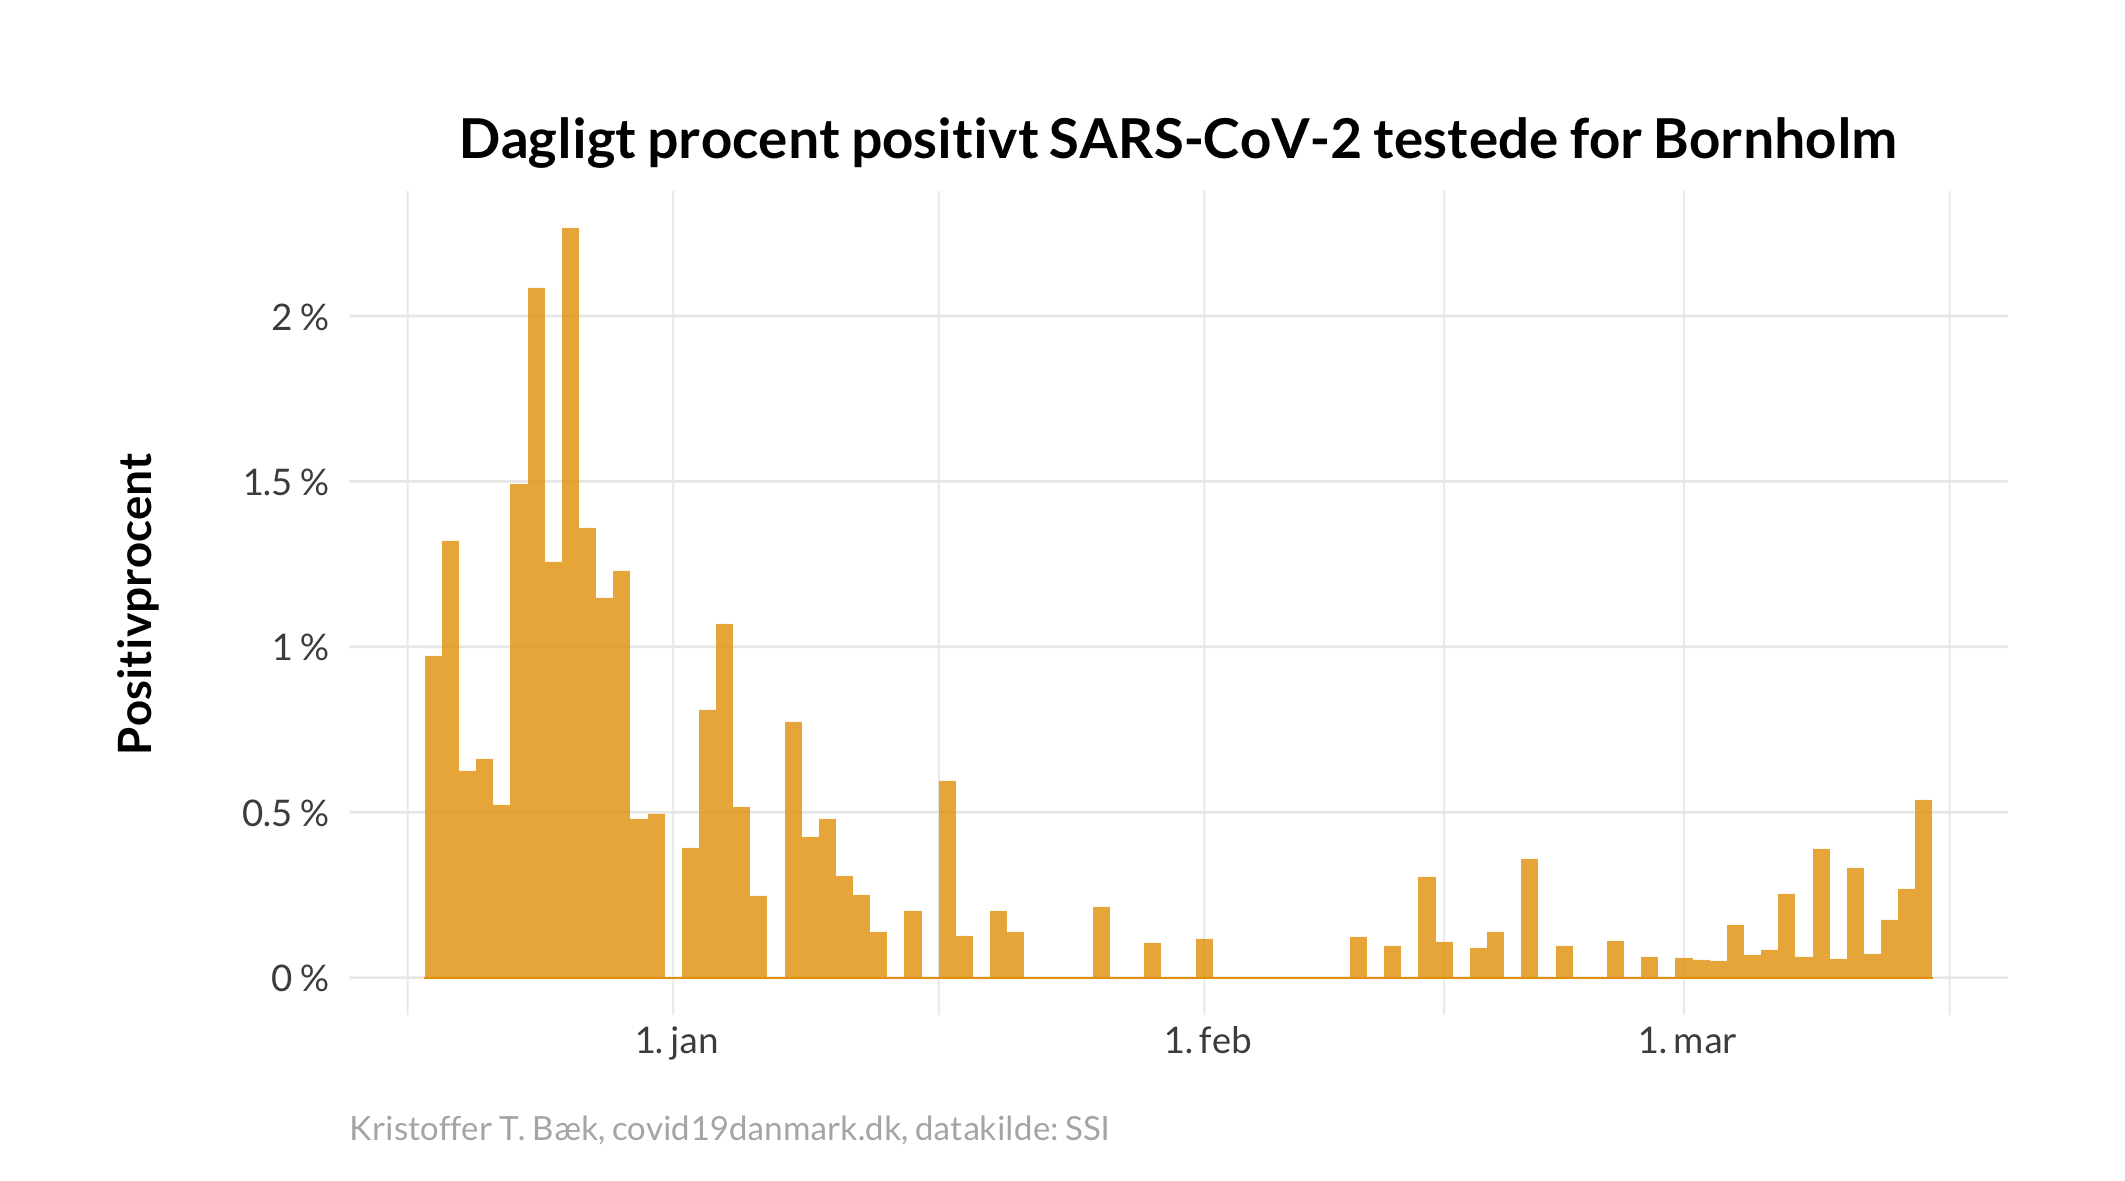 Dagligt procent positivt SARS-CoV-2 testede for Bornholm
Positivprocent
2 %
1.5 %
1 %
0.5 %
0 %
1. jan
1. feb
1. mar
Kristoffer T. Bæk, covid19danmark.dk, datakilde: SSI